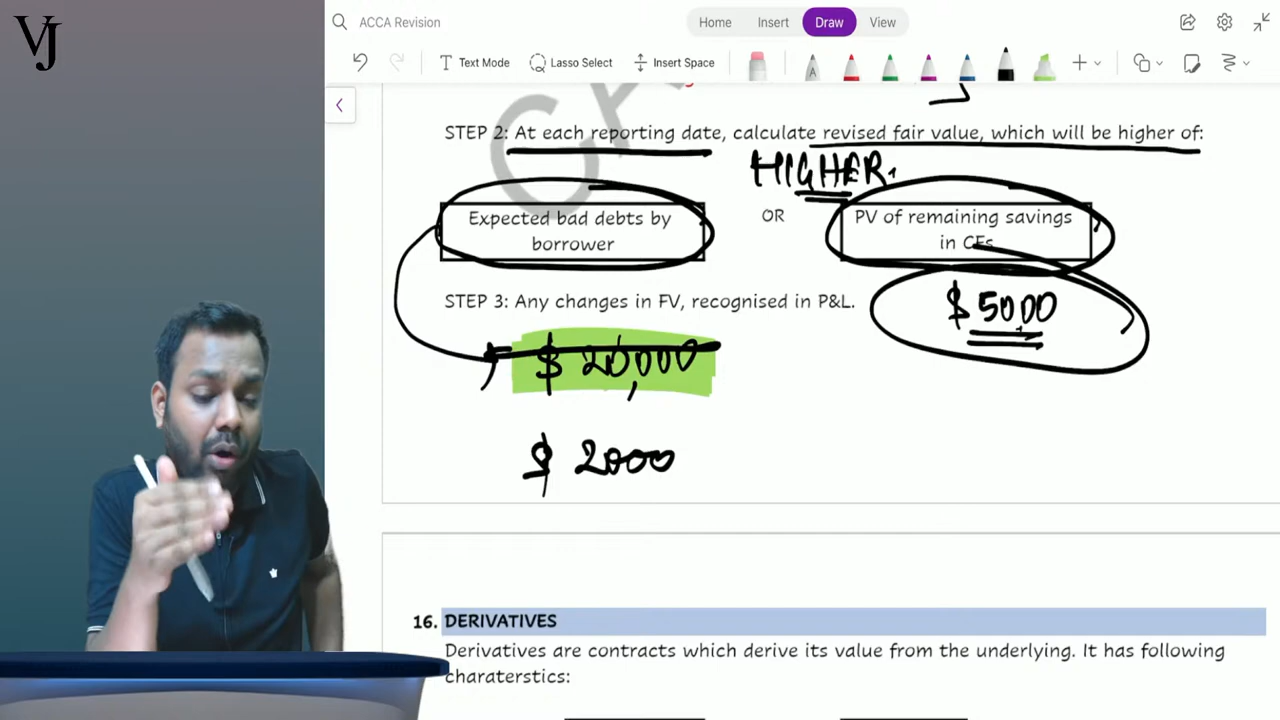 VJ
ACCA Revision
Home Insert Draw View
Text Mode Lasso Select Insert Space
STEP 2: At each reporting date, calculate revised fair value, which will be higher of:
HIGHER.
Expected bad debts by
borrower
OR
PV of remaining savings
in CFs
STEP 3: Any changes in FV, recognised in P&L.
$ 5000
$ 20,000
$ 2000
16. DERIVATIVES
Derivatives are contracts which derive its value from the underlying. It has following
charaterstics: